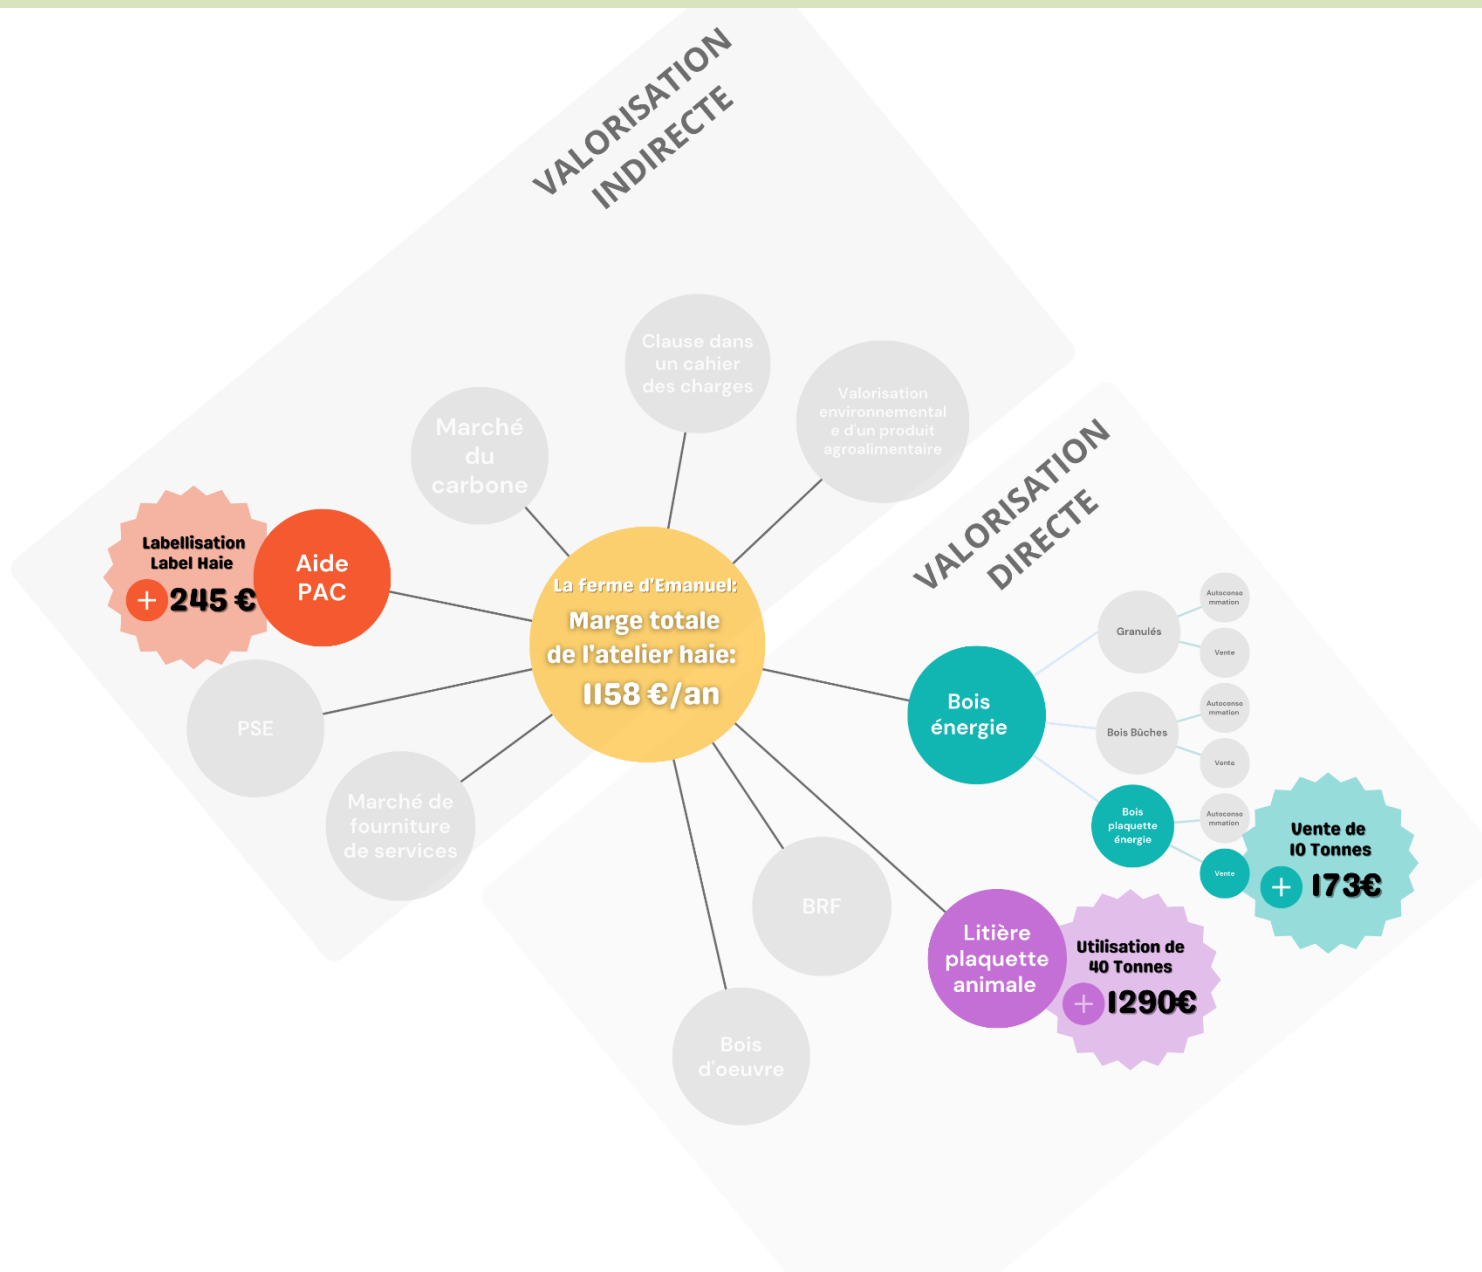 VALORISATION
INDIRECTE
Clause dans
un cahier
des charges
Valorisation
environnemental
e d'un produit
agroalimentaire
Marché
du
carbone
Labellisation
Label Haie
+ 245 €
Aide
PAC
PSE
Marché de
fourniture
de services
La ferme d'Emanuel:
Marge totale
de l'atelier haie:
1158 €/an
VALORISATION
DIRECTE
Bois
énergie
Granulés
Autoconso
mmation
Vente
Bois Bûches
Autoconso
mmation
Vente
Bois
plaquette
énergie
Autoconso
mmation
Vente
Vente de
10 Tonnes
+ 173€
Litière
plaquette
animale
Utilisation de
40 Tonnes
+ 1290€
BRF
Bois
d'oeuvre